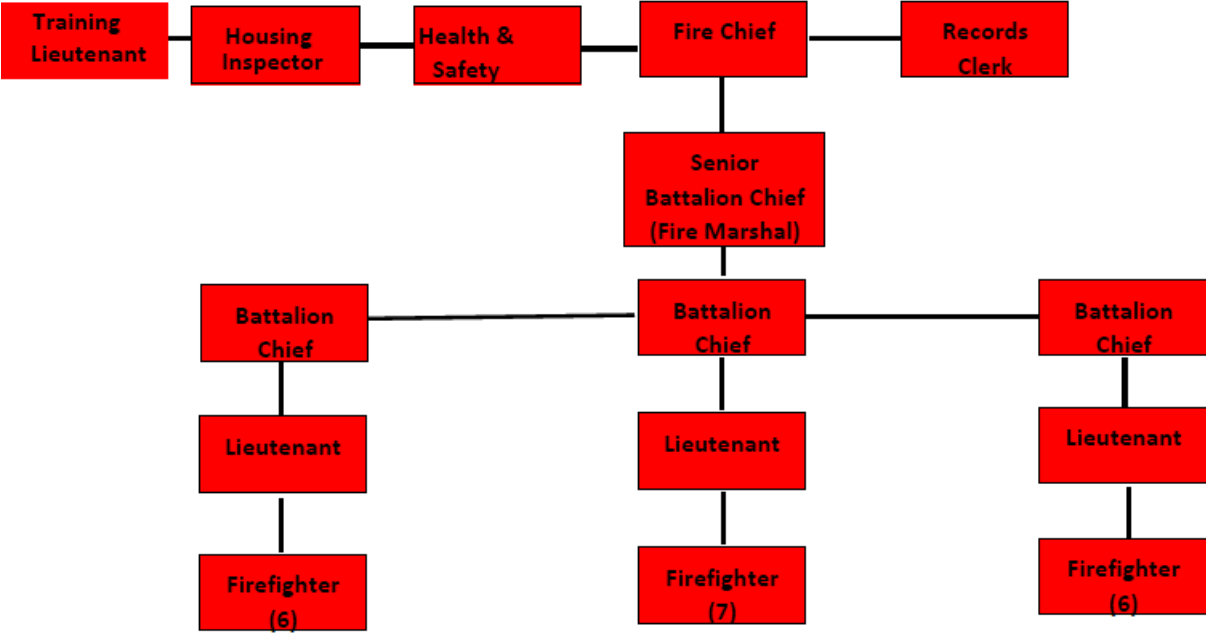 Training
Lieutenant
Housing
Inspector
Health &
Safety
Fire Chief
Records
Clerk
Senior
Battalion Chief
(Fire Marshal)
Battalion
Chief
Battalion
Chief
Battalion
Chief
Lieutenant
Lieutenant
Lieutenant
Firefighter
(6)
Firefighter
(7)
Firefighter
(6)